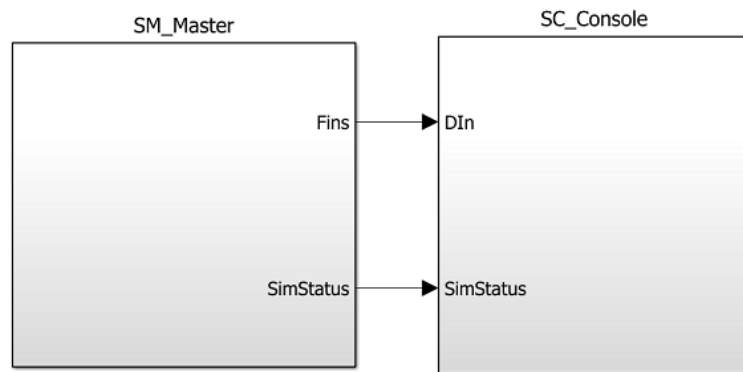 SM_Master
SC_Console
Fins
DIn
SimStatus
SimStatus